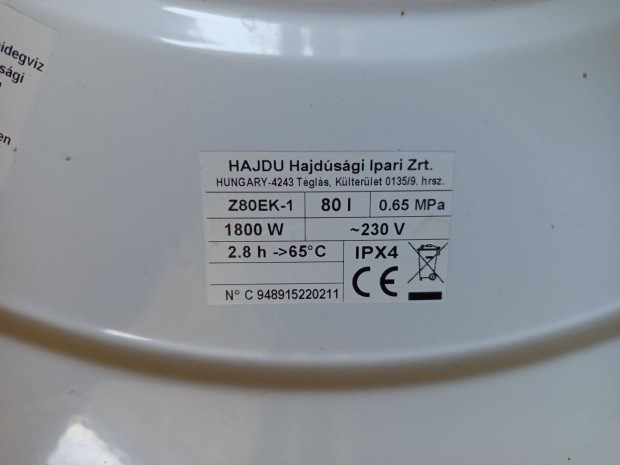 idegvíz
sági
en
HAJDU Hajdúsági Ipari Zrt.
HUNGARY-4243 Téglás, Külterület 0135/9. hrsz.
Z80EK-1 80 l 0.65 MPa
1800 W ~230 V
2.8 h ->65°C IPX4
CE
N° C 948915220211